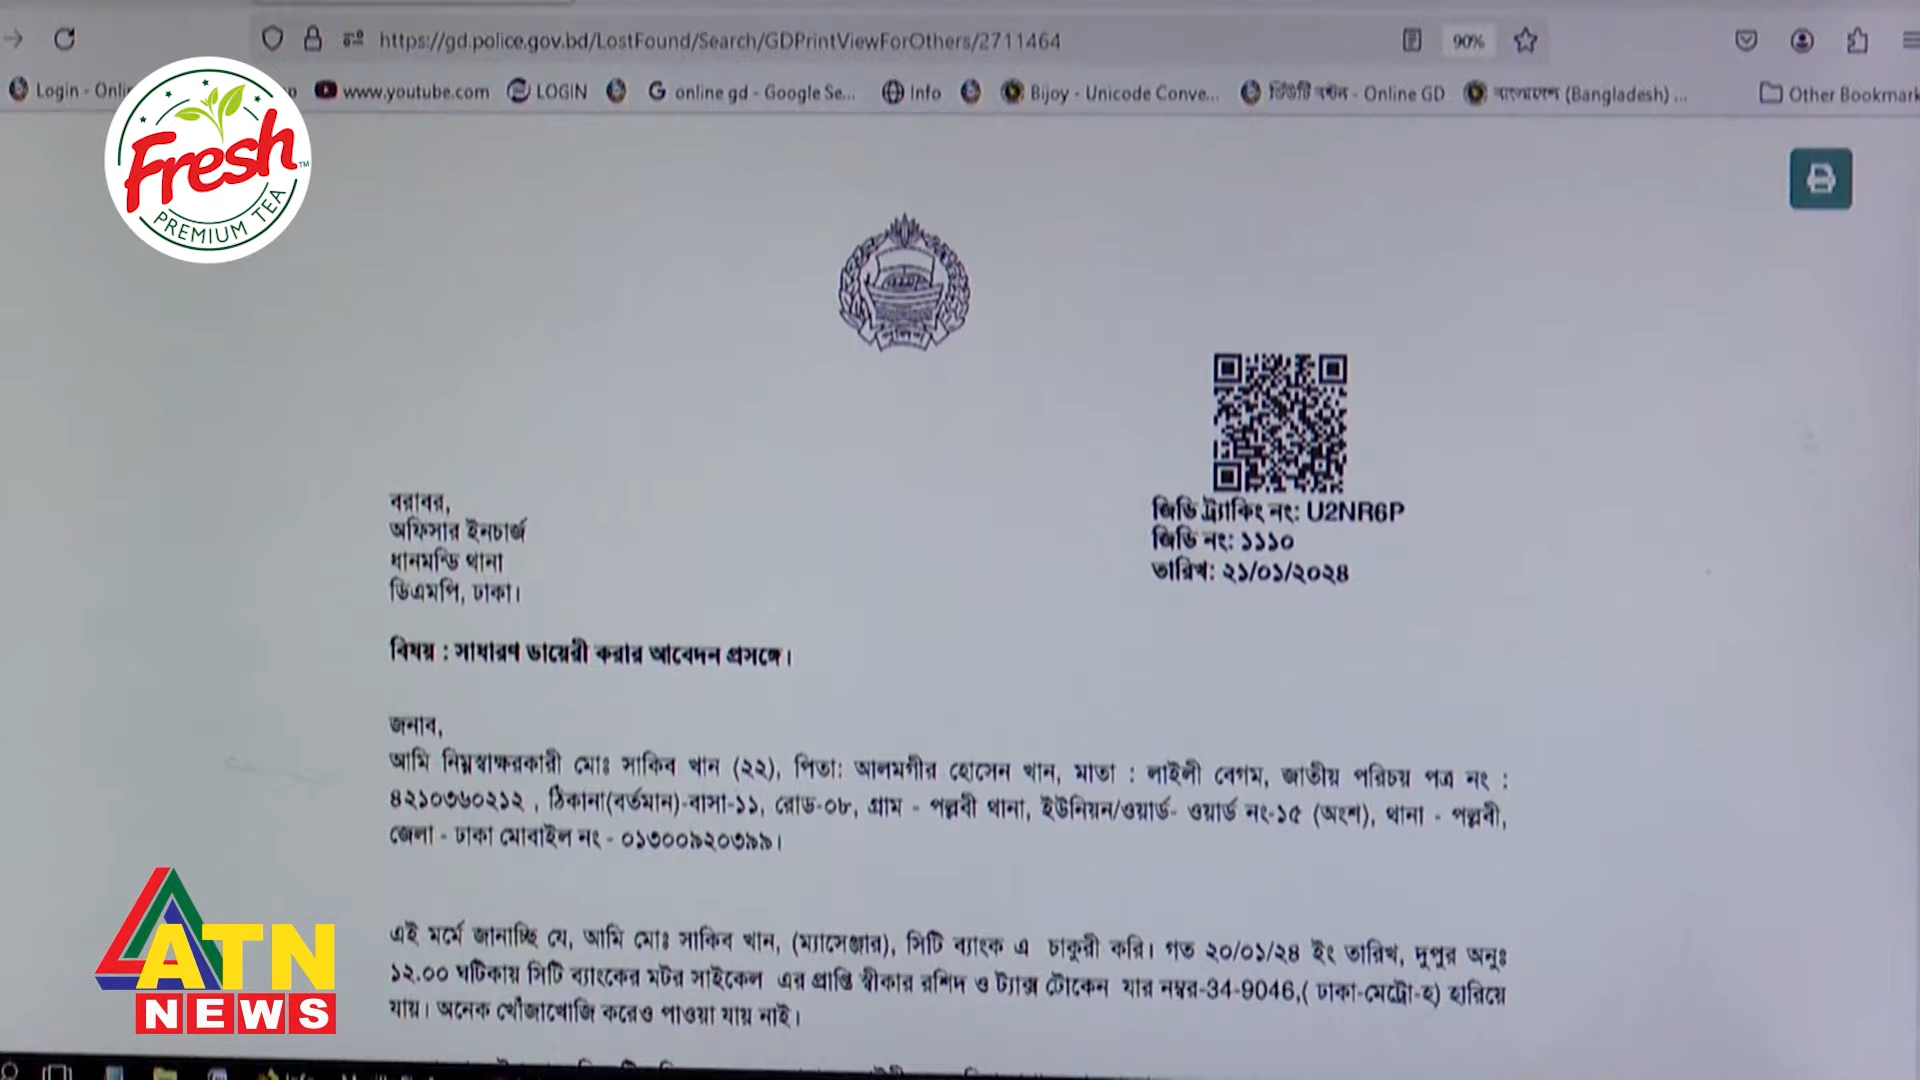 https://gd.police.gov.bd/LostFound/Search/GDPrintViewForOthers/2711464
90%
Login - Onlin
www.youtube.com
LOGIN
online gd - Google Se...
Info
Bijoy - Unicode Conve...
ডিউটি বন্টন - Online GD
বাংলাদেশ (Bangladesh) ...
Other Bookmark
Fresh
PREMIUM TEA
পুলিশ
জিডি ট্র্যাকিং নং: U2NR6P
জিডি নং: ১১১০
তারিখ: ২১/০১/২০২৪
বরাবর,
অফিসার ইনচার্জ
ধানমন্ডি থানা
ডিএমপি, ঢাকা।
বিষয় : সাধারণ ডায়েরী করার আবেদন প্রসঙ্গে।
জনাব,
আমি নিম্নস্বাক্ষরকারী মোঃ সাকিব খান (২২), পিতা: আলমগীর হোসেন খান, মাতা : লাইলী বেগম, জাতীয় পরিচয় পত্র নং :
৪২১০৩৬০২১২ , ঠিকানা(বর্তমান)-বাসা-১১, রোড-০৮, গ্রাম - পল্লবী থানা, ইউনিয়ন/ওয়ার্ড- ওয়ার্ড নং-১৫ (অংশ), থানা - পল্লবী,
জেলা - ঢাকা মোবাইল নং - ০১৩০০৯২০৩৯৯।
এই মর্মে জানাচ্ছি যে, আমি মোঃ সাকিব খান, (ম্যাসেঞ্জার), সিটি ব্যাংক এ চাকুরী করি। গত ২০/০১/২৪ ইং তারিখ, দুপুর অনুঃ
১২.০০ ঘটিকায় সিটি ব্যাংকের মটর সাইকেল এর প্রাপ্তি স্বীকার রশিদ ও ট্যাক্স টোকেন যার নম্বর-34-9046,( ঢাকা-মেট্রো-হ) হারিয়ে
যায়। অনেক খোঁজাখোজি করেও পাওয়া যায় নাই।
ATN
NEWS